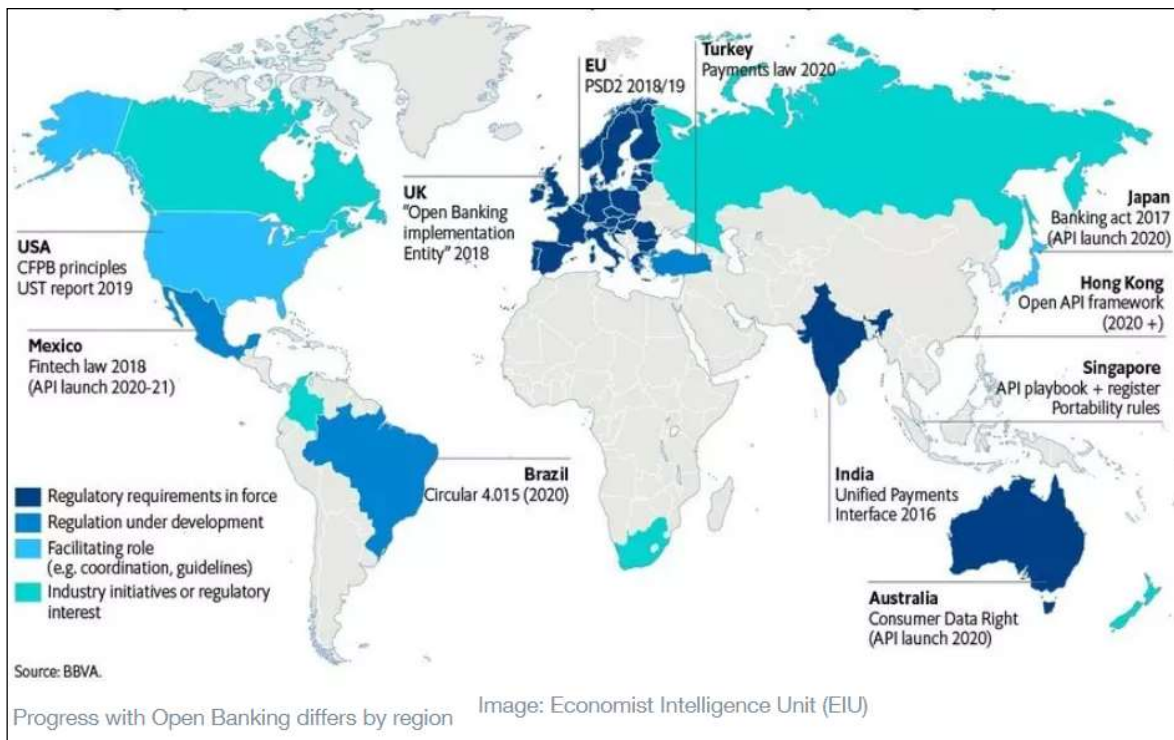 EU
PSD2 2018/19
Turkey
Payments law 2020
UK
"Open Banking
implementation
Entity" 2018
Japan
Banking act 2017
(API launch 2020)
USA
CFPB principles
UST report 2019
Hong Kong
Open API framework
(2020 +)
Mexico
Fintech law 2018
(API launch 2020-21)
Singapore
API playbook + register
Portability rules
Brazil
Circular 4.015 (2020)
India
Unified Payments
Interface 2016
Regulatory requirements in force
Regulation under development
Facilitating role
(e.g. coordination, guidelines)
Industry initiatives or regulatory
interest
Australia
Consumer Data Right
(API launch 2020)
Source: BBVA.
Progress with Open Banking differs by region
Image: Economist Intelligence Unit (EIU)